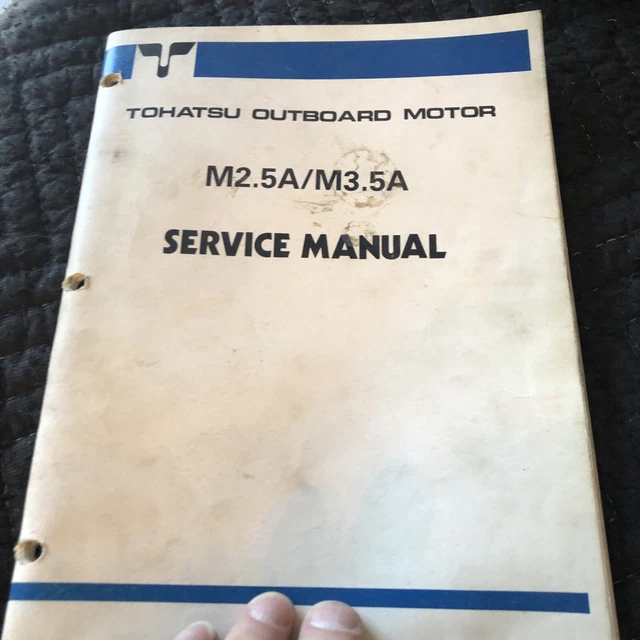 TOHATSU OUTBOARD MOTOR
M2.5A/M3.5A
SERVICE MANUAL